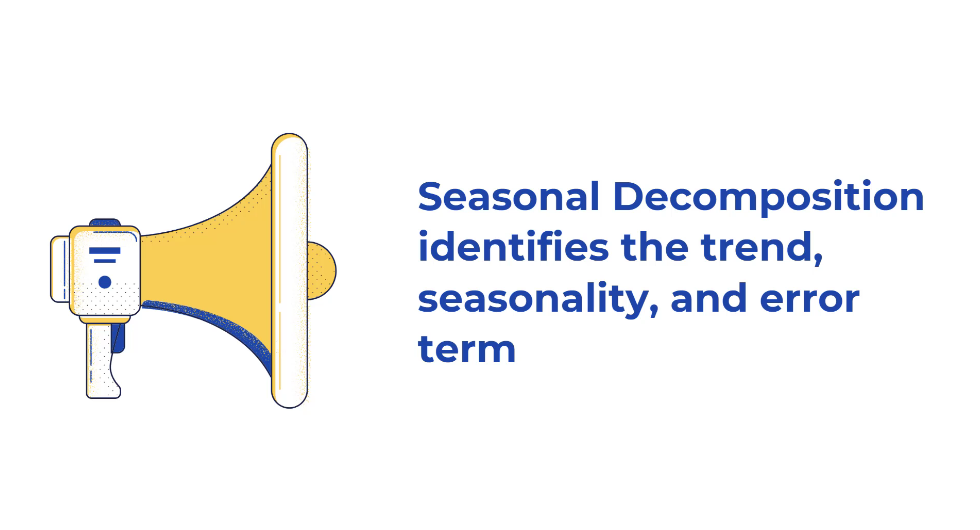 Seasonal Decomposition
identifies the trend,
seasonality, and error
term